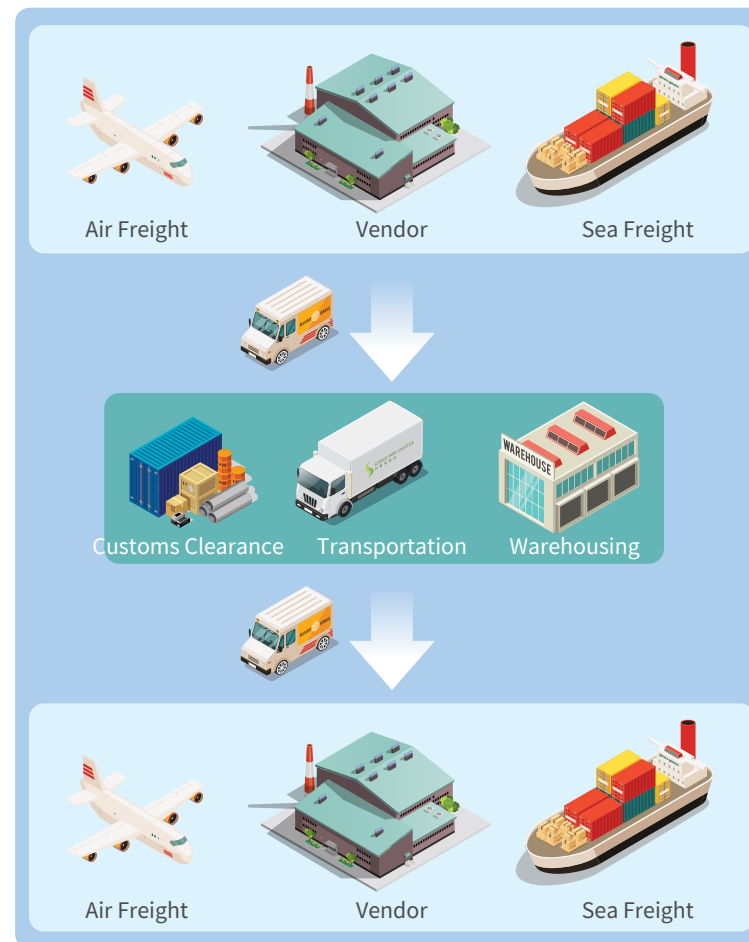 Air Freight
Vendor
Sea Freight
Customs Clearance
Transportation
WAREHOUSE
Warehousing
Air Freight
Vendor
Sea Freight